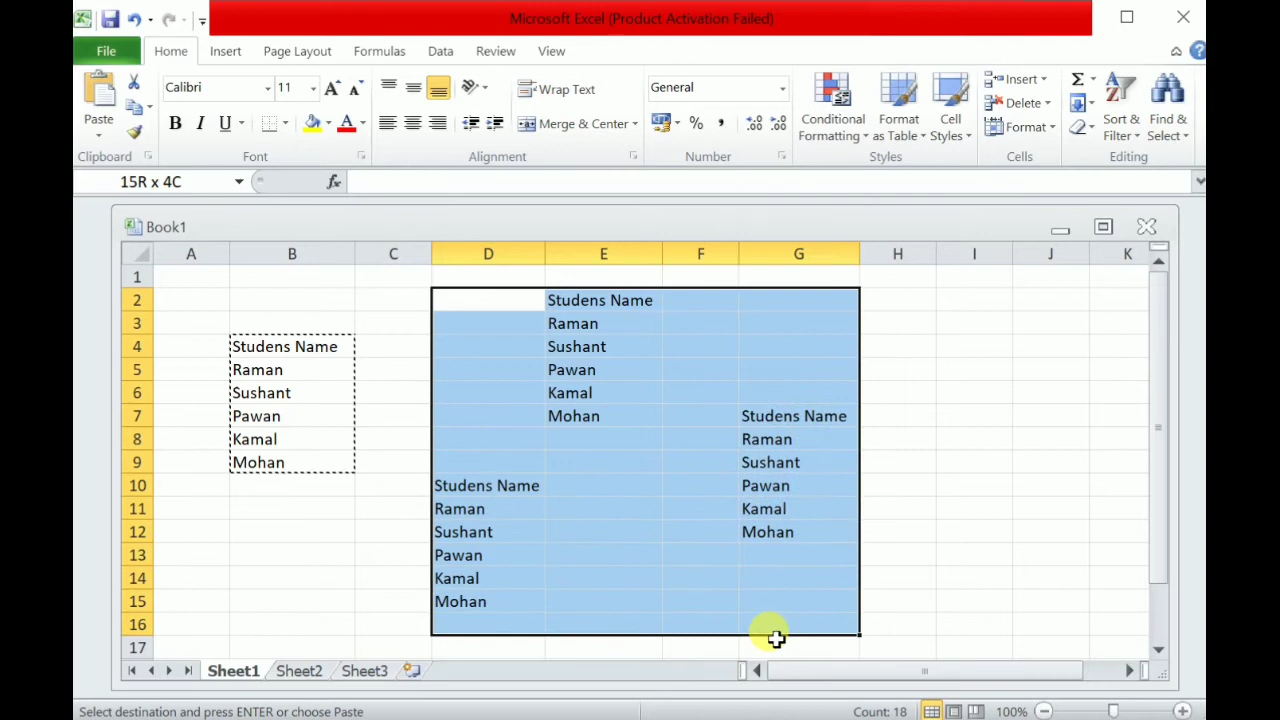 Microsoft Excel (Product Activation Failed)
File Home Insert Page Layout Formulas Data Review View
Calibri 11
Wrap Text
General
Insert
Σ
Paste
Delete
B I U A
Merge & Center
% ,
Conditional Formatting
Format as Table
Cell Styles
Format
Sort & Filter
Find & Select
Clipboard Font Alignment Number Styles Cells Editing
15R x 4C fx
Book1
A B C D E F G H I J K
1
2 Studens Name
3 Raman
4 Studens Name Sushant
5 Raman Pawan
6 Sushant Kamal
7 Pawan Mohan Studens Name
8 Kamal Raman
9 Mohan Sushant
10 Studens Name Pawan
11 Raman Kamal
12 Sushant Mohan
13 Pawan
14 Kamal
15 Mohan
16
17
Sheet1 Sheet2 Sheet3
Select destination and press ENTER or choose Paste Count: 18 100%